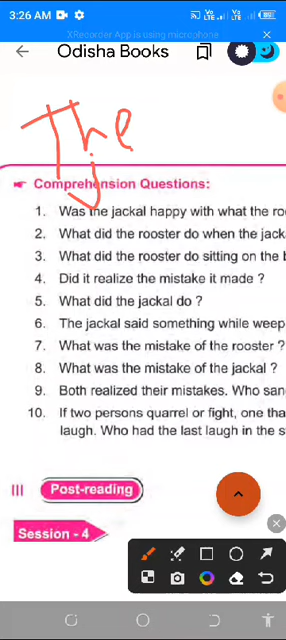 3:26 AM
XRecorder App is using microphone
Odisha Books
The
j
Comprehension Questions:
1. Was the jackal happy with what the ro
2. What did the rooster do when the jack
3. What did the rooster do sitting on the b
4. Did it realize the mistake it made ?
5. What did the jackal do ?
6. The jackal said something while weep
7. What was the mistake of the rooster ?
8. What was the mistake of the jackal ?
9. Both realized their mistakes. Who san
10. If two persons quarrel or fight, one tha
laugh. Who had the last laugh in the s
III Post-reading
Session - 4